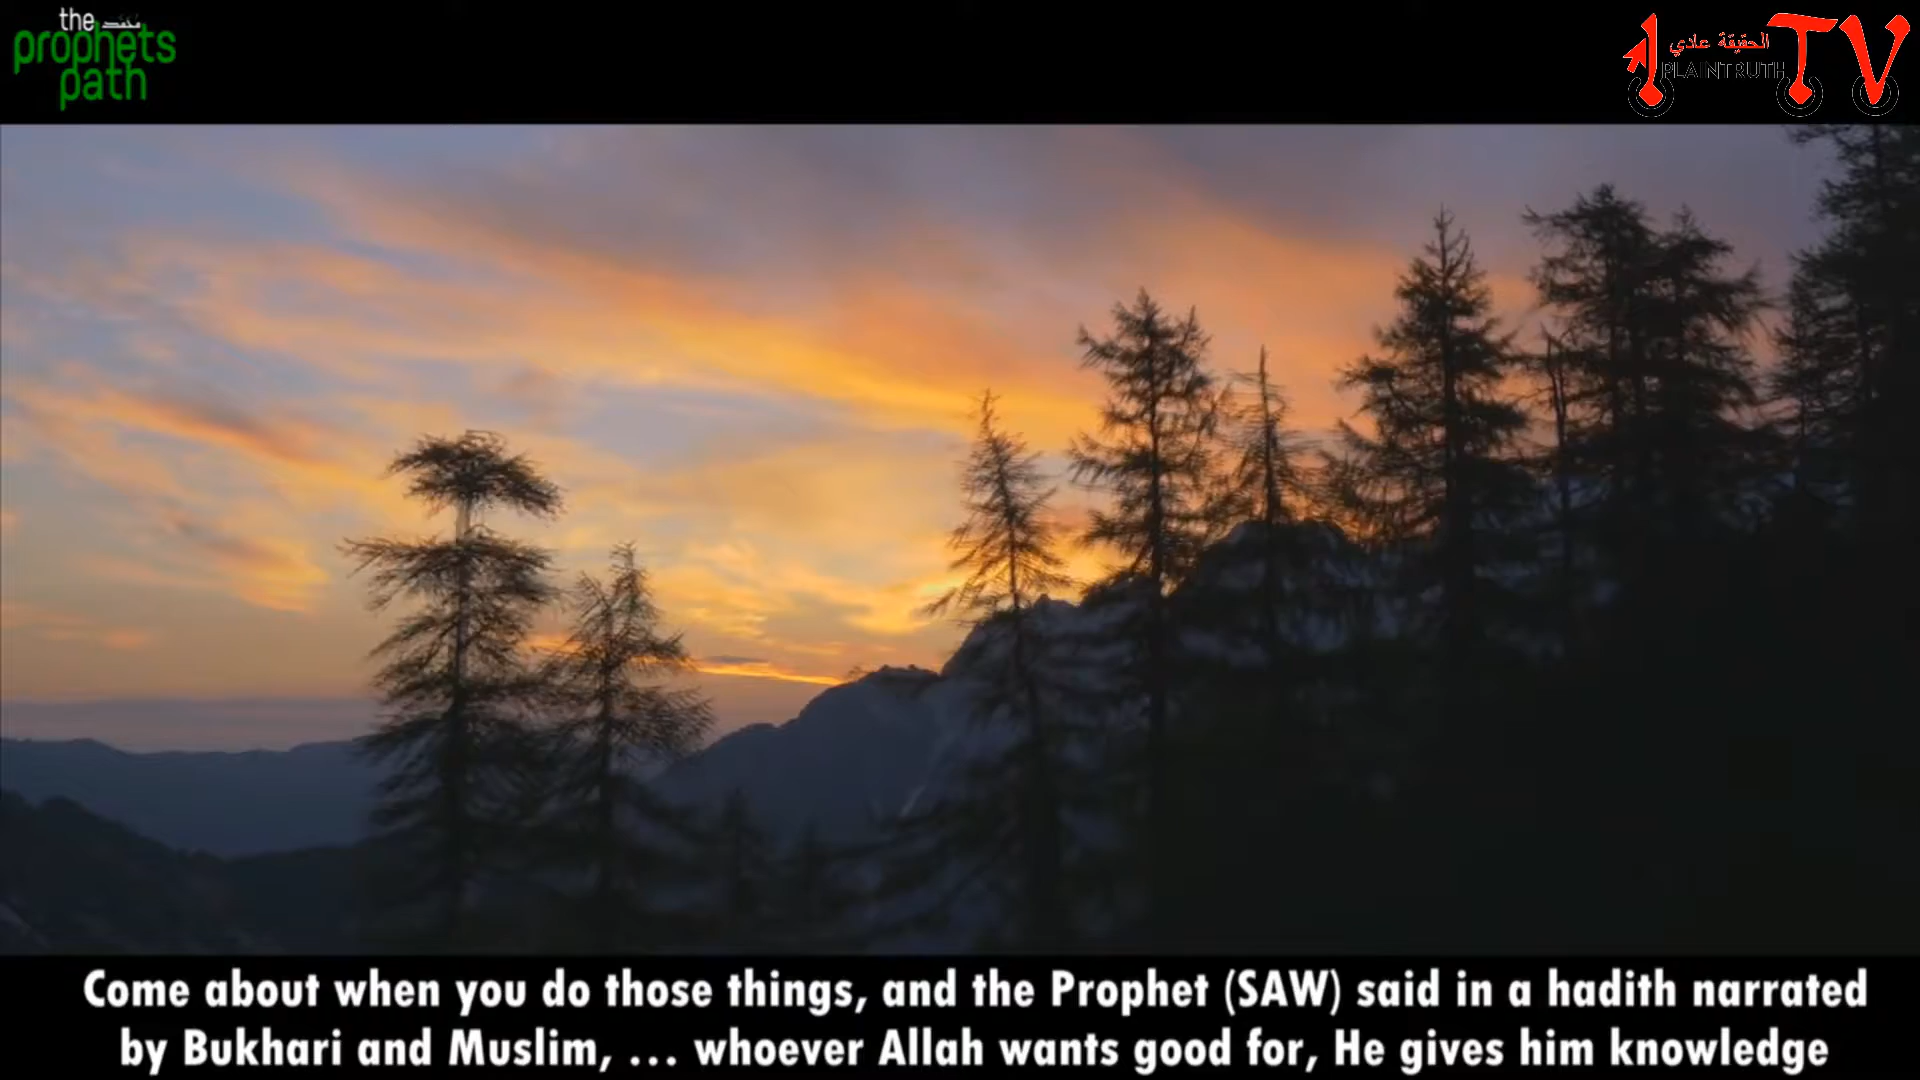 the مُحَمَّد
prophets
path
الحقيقة عادي
PLAINTRUTH
TV
Come about when you do those things, and the Prophet (SAW) said in a hadith narrated
by Bukhari and Muslim, ... whoever Allah wants good for, He gives him knowledge